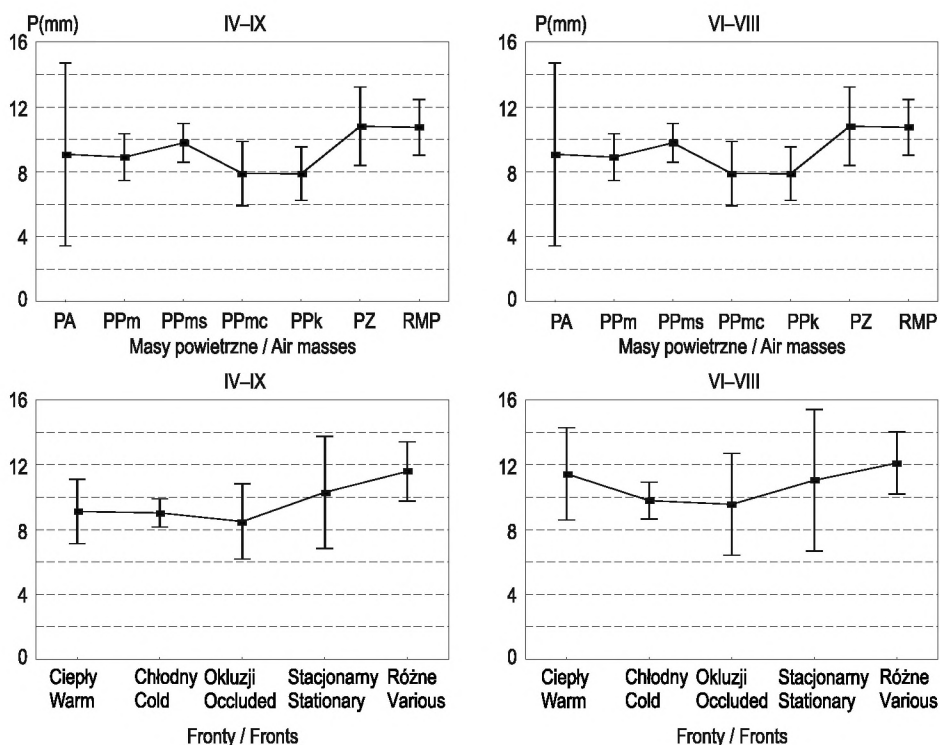 P(mm) IV–IX
16
12
8
4
0
PA PPm PPms PPmc PPk PZ RMP
Masy powietrzne / Air masses
P(mm) VI–VIII
16
12
8
4
0
PA PPm PPms PPmc PPk PZ RMP
Masy powietrzne / Air masses
IV–IX
16
12
8
4
0
Ciepły Chłodny Okluzji Stacjonarny Różne
Warm Cold Occluded Stationary Various
Fronty / Fronts
VI–VIII
16
12
8
4
0
Ciepły Chłodny Okluzji Stacjonarny Różne
Warm Cold Occluded Stationary Various
Fronty / Fronts